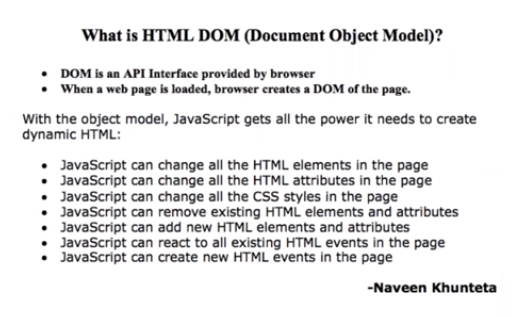 What is HTML DOM (Document Object Model)?
• DOM is an API Interface provided by browser
• When a web page is loaded, browser creates a DOM of the page.
With the object model, JavaScript gets all the power it needs to create
dynamic HTML:
• JavaScript can change all the HTML elements in the page
• JavaScript can change all the HTML attributes in the page
• JavaScript can change all the CSS styles in the page
• JavaScript can remove existing HTML elements and attributes
• JavaScript can add new HTML elements and attributes
• JavaScript can react to all existing HTML events in the page
• JavaScript can create new HTML events in the page
-Naveen Khunteta